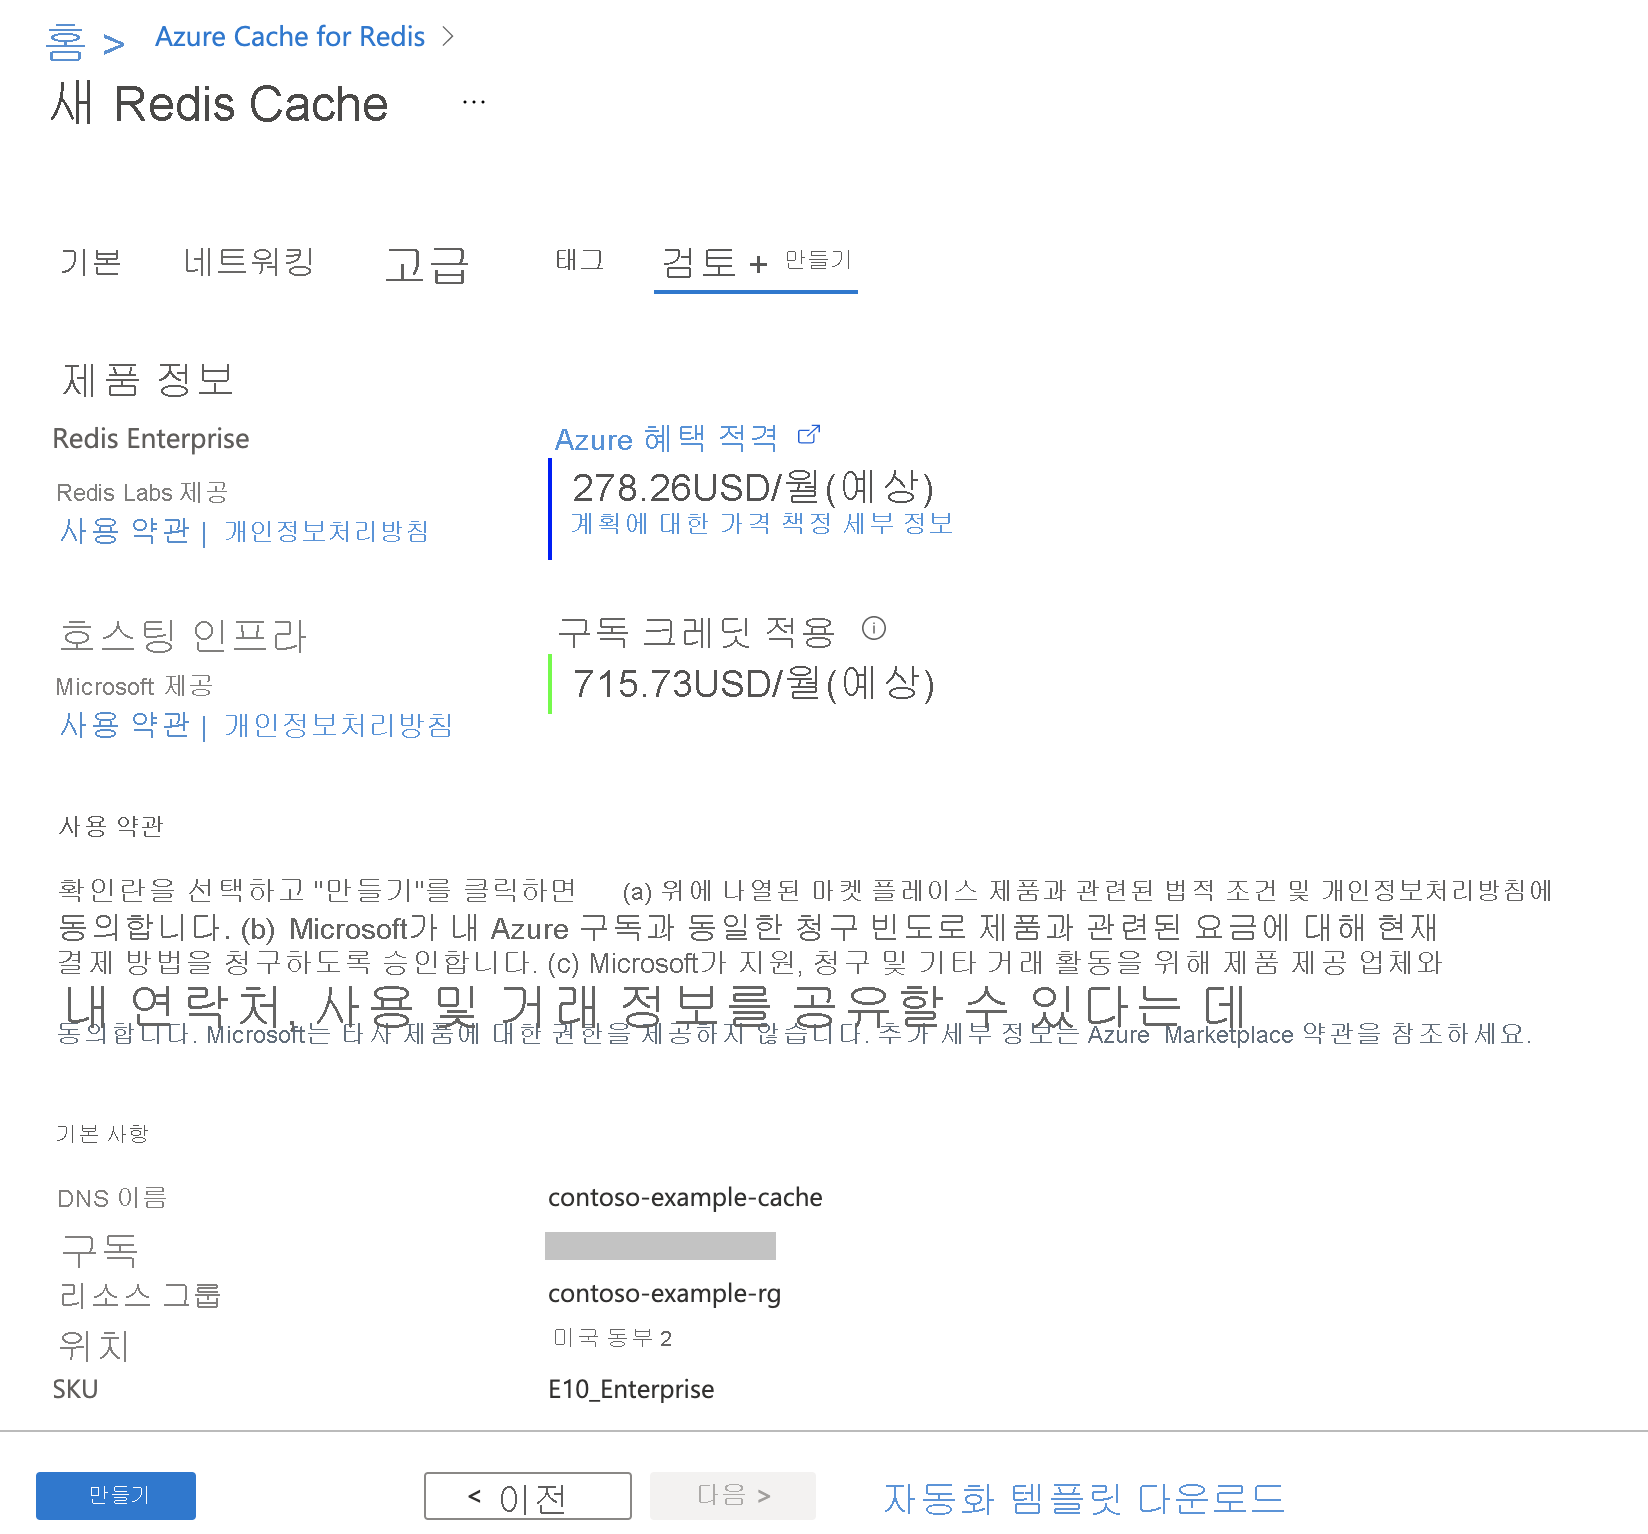 홈 > Azure Cache for Redis >
새 Redis Cache ...
기본 네트워킹 고급 태그 검토 + 만들기
제품 정보
Redis Enterprise
Azure 혜택 적격
Redis Labs 제공
278.26USD/월(예상)
사용 약관 | 개인정보처리방침
계획에 대한 가격 책정 세부 정보
호스팅 인프라
구독 크레딧 적용
Microsoft 제공
715.73USD/월(예상)
사용 약관 | 개인정보처리방침
사용 약관
확인란을 선택하고 "만들기"를 클릭하면 (a) 위에 나열된 마켓 플레이스 제품과 관련된 법적 조건 및 개인정보처리방침에
동의합니다. (b) Microsoft가 내 Azure 구독과 동일한 청구 빈도로 제품과 관련된 요금에 대해 현재
결제 방법을 청구하도록 승인합니다. (c) Microsoft가 지원, 청구 및 기타 거래 활동을 위해 제품 제공 업체와
내 연락처, 사용 및 거래 정보를 공유할 수 있다는 데
동의합니다. Microsoft는 타사 제품에 대한 권한을 제공하지 않습니다. 추가 세부 정보는 Azure Marketplace 약관을 참조하세요.
기본 사항
DNS 이름 contoso-example-cache
구독
리소스 그룹 contoso-example-rg
위치 미국 동부 2
SKU E10_Enterprise
만들기 < 이전 다음 > 자동화 템플릿 다운로드